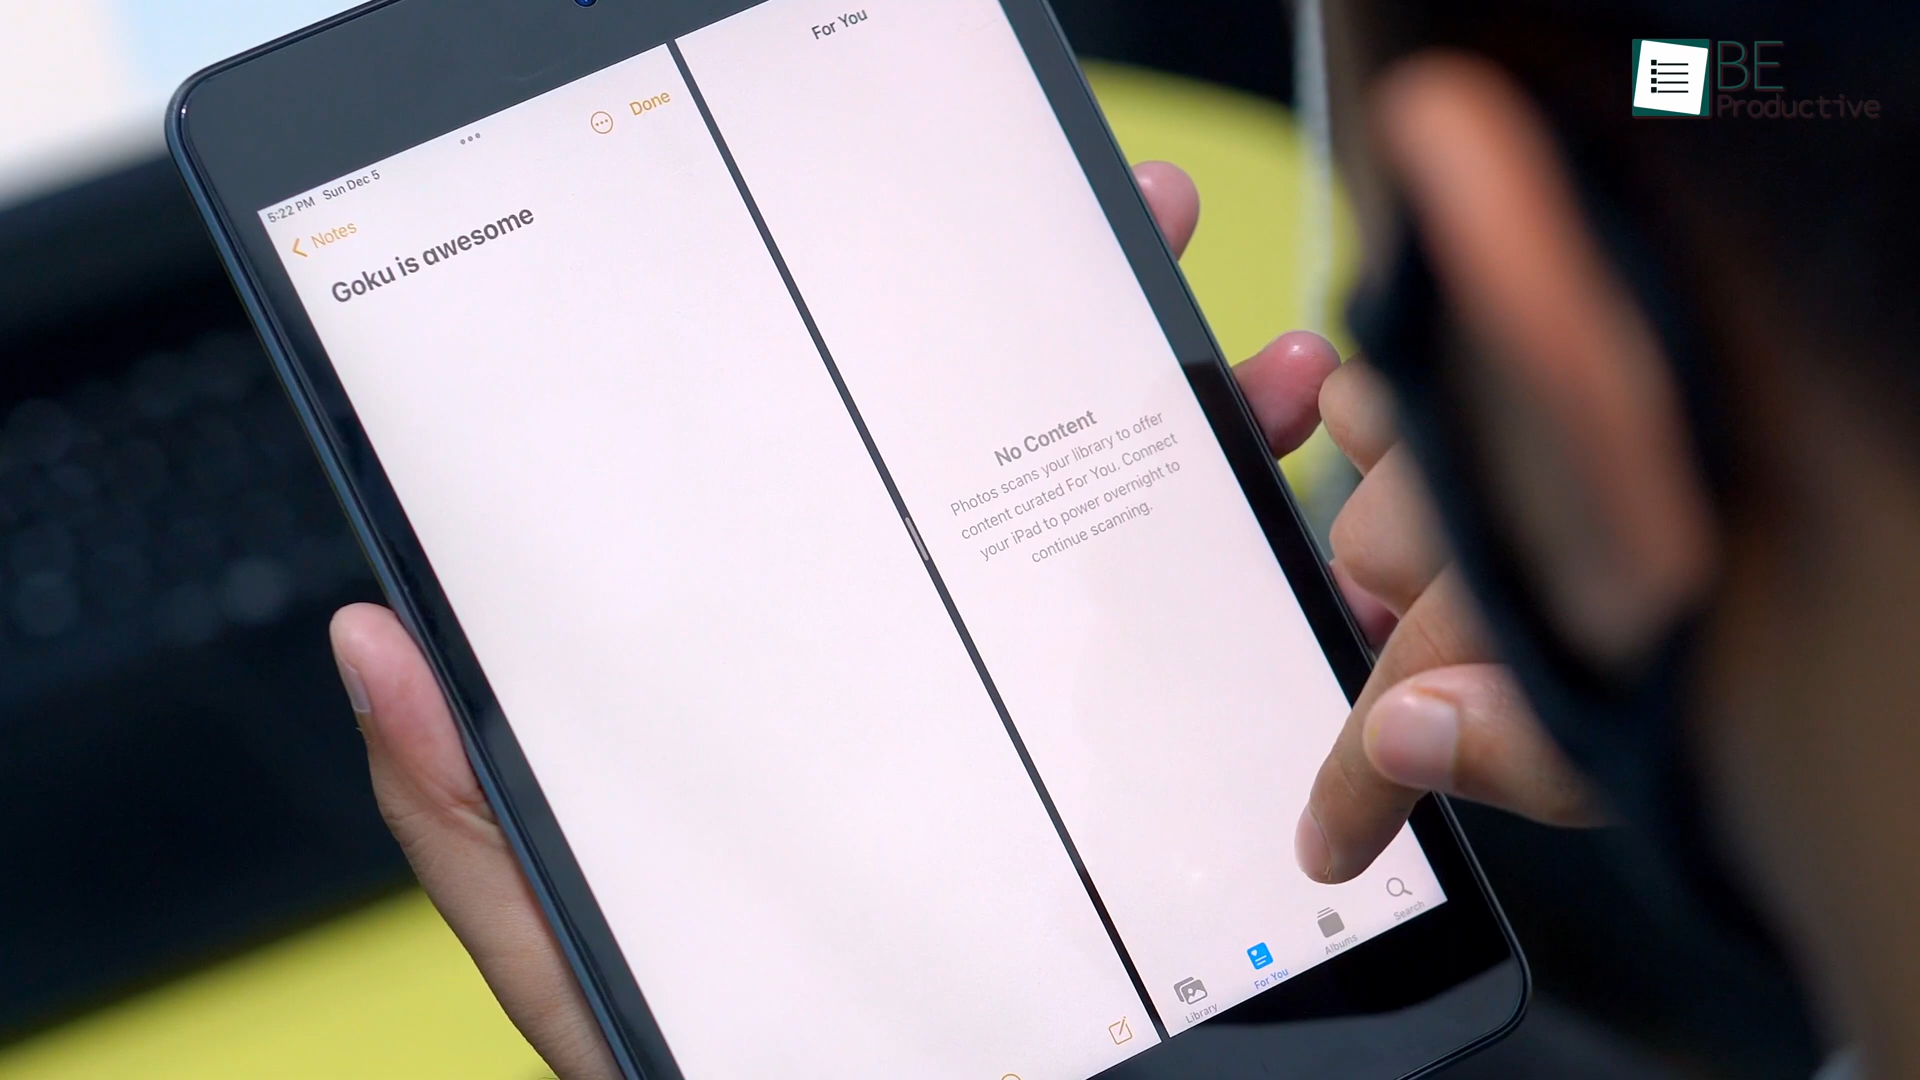 BE
Productive
5:22 PM Sun Dec 5
Notes
Done
Goku is awesome
For You
No Content
Photos scans your library to offer
content curated For You. Connect
your iPad to power overnight to
continue scanning.
Library
For You
Albums
Search